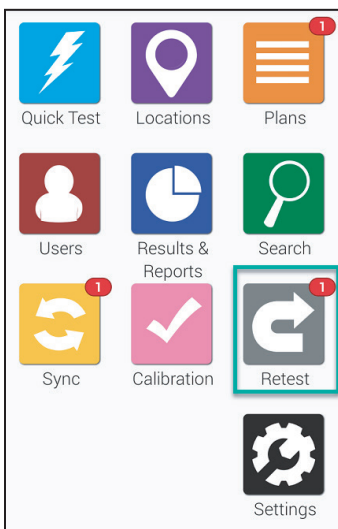 1
Quick Test
Locations
Plans
Users
Results &
Reports
Search
1
1
Sync
Calibration
Retest
Settings